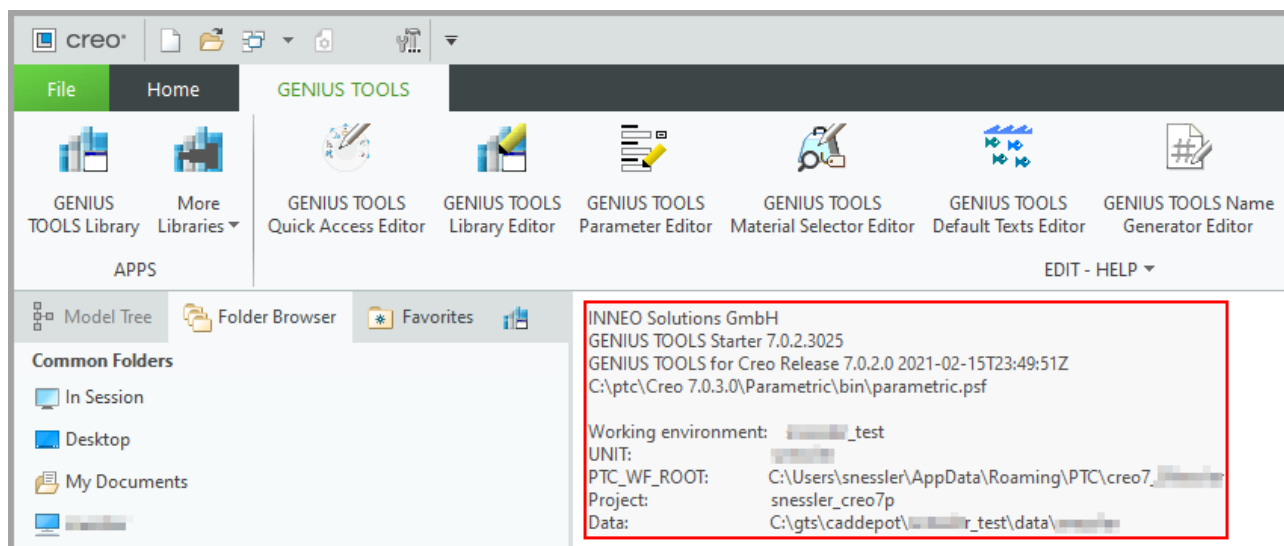 creo
File Home GENIUS TOOLS
GENIUS
TOOLS Library
More
Libraries
GENIUS TOOLS
Quick Access Editor
GENIUS TOOLS
Library Editor
GENIUS TOOLS
Parameter Editor
GENIUS TOOLS
Material Selector Editor
GENIUS TOOLS
Default Texts Editor
GENIUS TOOLS Name
Generator Editor
APPS
EDIT - HELP
Model Tree Folder Browser Favorites
Common Folders
In Session
Desktop
My Documents
INNEO Solutions GmbH
GENIUS TOOLS Starter 7.0.2.3025
GENIUS TOOLS for Creo Release 7.0.2.0 2021-02-15T23:49:51Z
C:\ptc\Creo 7.0.3.0\Parametric\bin\parametric.psf
Working environment: _test
UNIT:
PTC_WF_ROOT: C:\Users\snessler\AppData\Roaming\PTC\creo7_
Project: snessler_creo7p
Data: C:\gts\caddepot\ r_test\data\